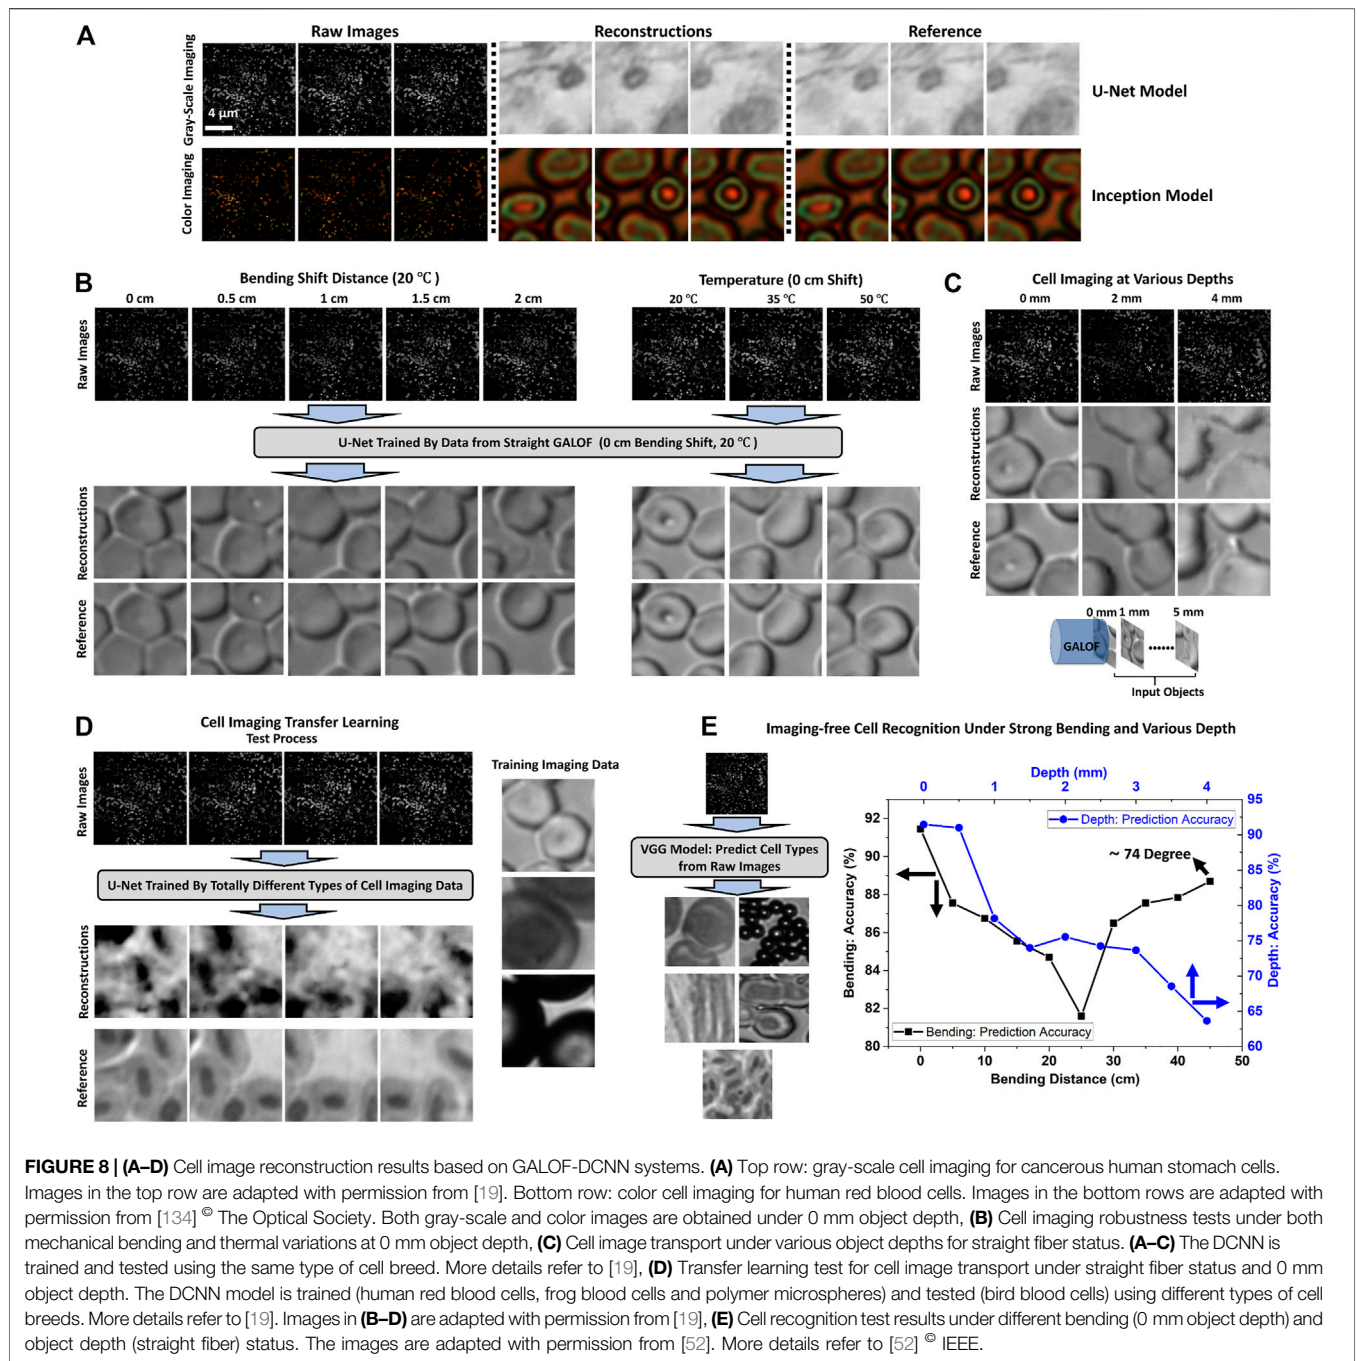 A
Raw Images
Reconstructions
Reference
Gray-Scale Imaging
4 μm
U-Net Model
Color Imaging
Inception Model
B
Bending Shift Distance (20 ℃ )
0 cm 0.5 cm 1 cm 1.5 cm 2 cm
Temperature (0 cm Shift)
20 ℃ 35 ℃ 50 ℃
Raw Images
U-Net Trained By Data from Straight GALOF (0 cm Bending Shift, 20 ℃ )
Reconstructions
Reference
C
Cell Imaging at Various Depths
0 mm 2 mm 4 mm
Raw Images
Reconstructions
Reference
0 mm 1 mm 5 mm
GALOF
......
Input Objects
D
Cell Imaging Transfer Learning
Test Process
Raw Images
Training Imaging Data
U-Net Trained By Totally Different Types of Cell Imaging Data
Reconstructions
Reference
E
Imaging-free Cell Recognition Under Strong Bending and Various Depth
VGG Model: Predict Cell Types
from Raw Images
Depth (mm)
0 1 2 3 4
Depth: Prediction Accuracy
~ 74 Degree
Bending: Accuracy (%)
92
90
88
86
84
82
80
Depth: Accuracy (%)
95
90
85
80
75
70
65
60
Bending: Prediction Accuracy
0 10 20 30 40 50
Bending Distance (cm)
FIGURE 8 | (A–D) Cell image reconstruction results based on GALOF-DCNN systems. (A) Top row: gray-scale cell imaging for cancerous human stomach cells.
Images in the top row are adapted with permission from [19]. Bottom row: color cell imaging for human red blood cells. Images in the bottom rows are adapted with
permission from [134] © The Optical Society. Both gray-scale and color images are obtained under 0 mm object depth, (B) Cell imaging robustness tests under both
mechanical bending and thermal variations at 0 mm object depth, (C) Cell image transport under various object depths for straight fiber status. (A–C) The DCNN is
trained and tested using the same type of cell breed. More details refer to [19], (D) Transfer learning test for cell image transport under straight fiber status and 0 mm
object depth. The DCNN model is trained (human red blood cells, frog blood cells and polymer microspheres) and tested (bird blood cells) using different types of cell
breeds. More details refer to [19]. Images in (B–D) are adapted with permission from [19], (E) Cell recognition test results under different bending (0 mm object depth) and
object depth (straight fiber) status. The images are adapted with permission from [52]. More details refer to [52] © IEEE.